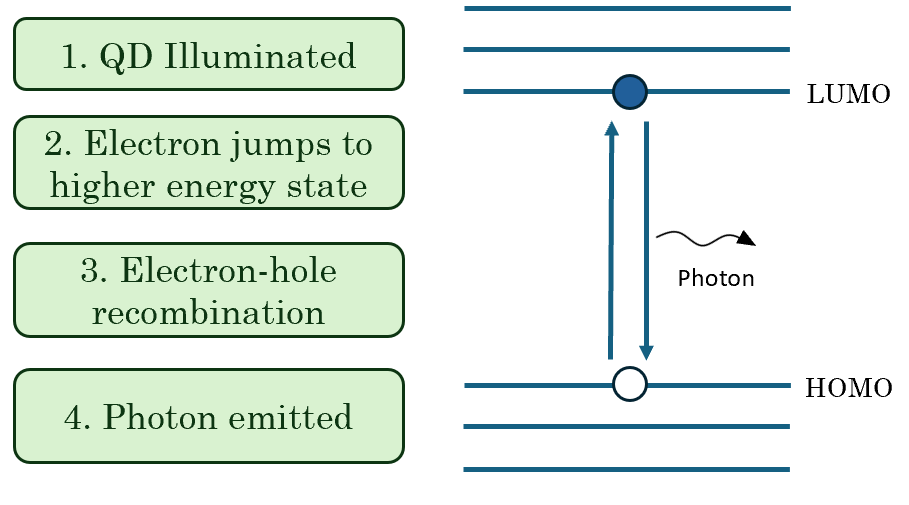 1. QD Illuminated
2. Electron jumps to
higher energy state
3. Electron-hole
recombination
4. Photon emitted
LUMO
Photon
HOMO